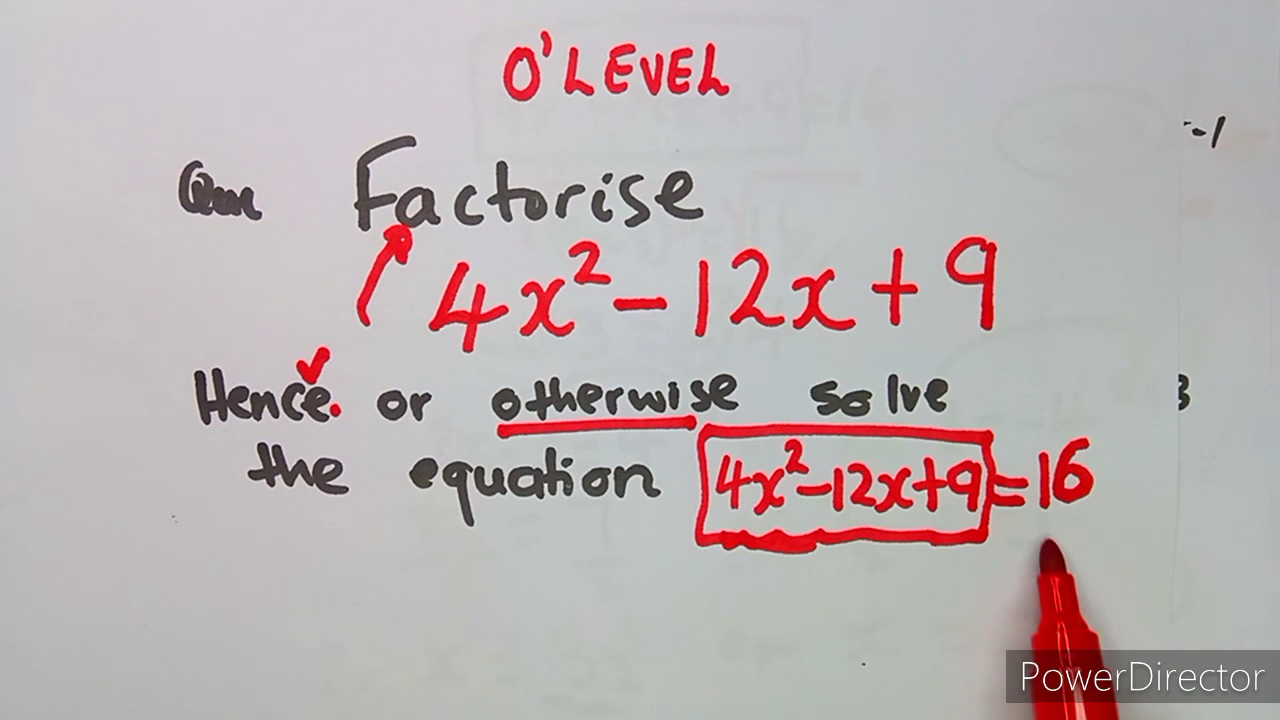 O'LEVEL
Factorise
4x² - 12x + 9
Hence. or otherwise solve
the equation 4x²-12x+9=16
PowerDirector